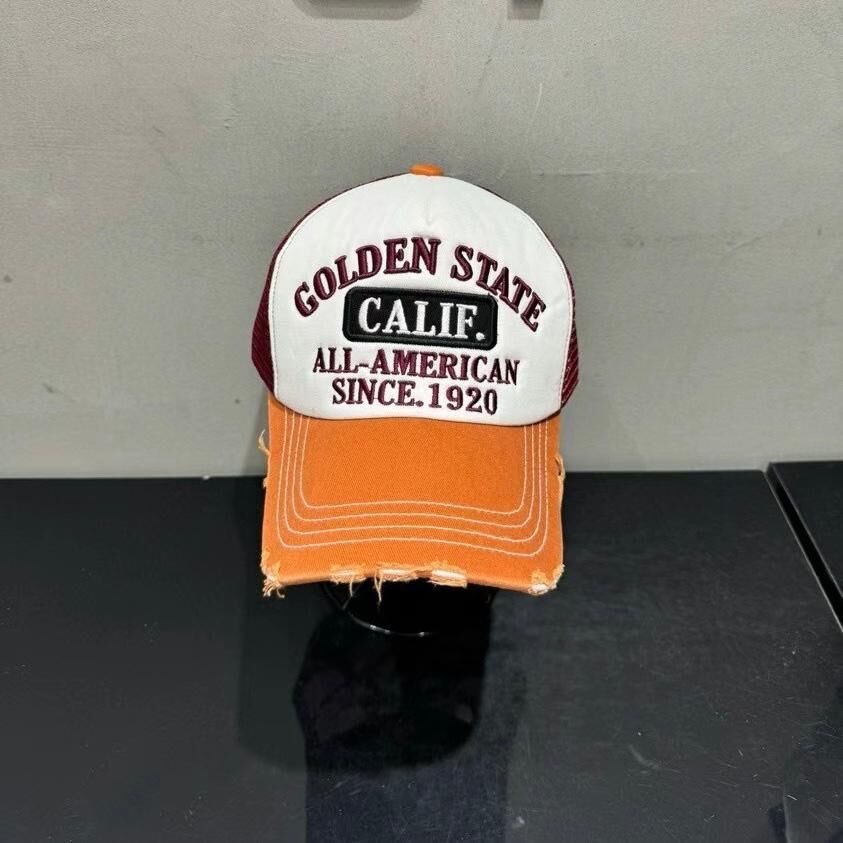 GOLDEN STATE
CALIF.
ALL-AMERICAN
SINCE.1920